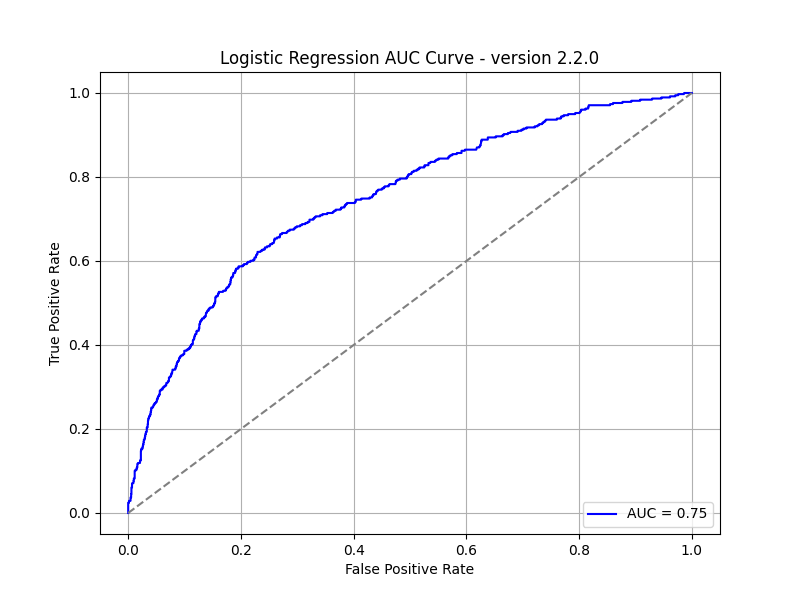 Logistic Regression AUC Curve - version 2.2.0
True Positive Rate
1.0
0.8
0.6
0.4
0.2
0.0
AUC = 0.75
0.0 0.2 0.4 0.6 0.8 1.0
False Positive Rate